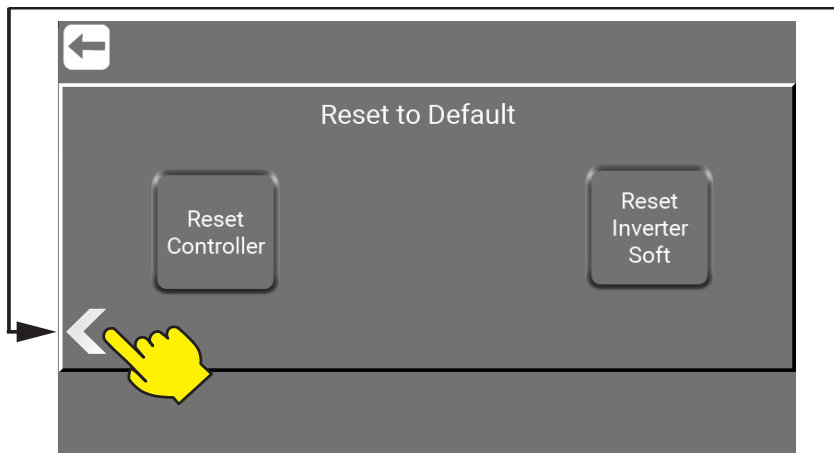 Reset to Default
Reset
Controller
Reset
Inverter
Soft